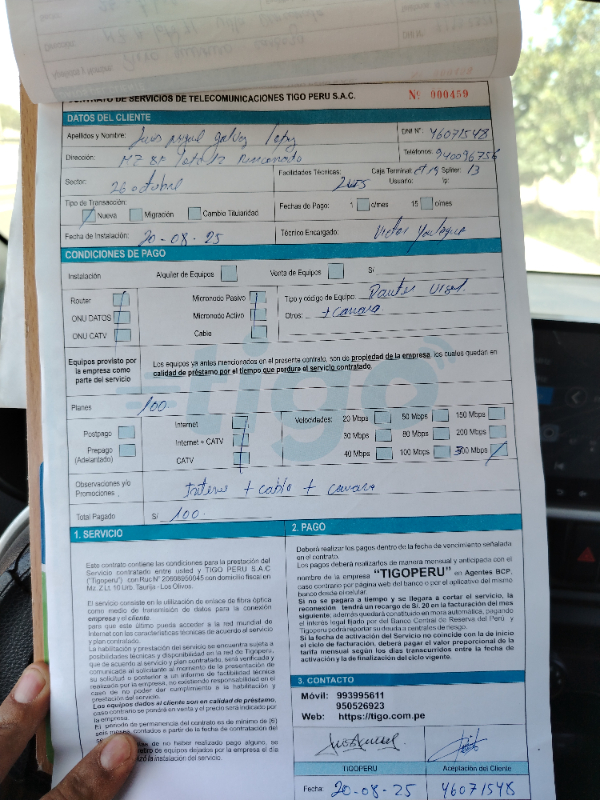 CONTRATO DE SERVICIOS DE TELECOMUNICACIONES TIGO PERU S.A.C. Nº 000459
DATOS DEL CLIENTE
Apellidos y Nombre: Luis Miguel Galvez Lopez
DNI Nº 46071548
Dirección: MZ BF
Teléfonos: 940096756
Sector: 26 octubre
Facilidades Técnicas:
Caja Terminal: Spliter: 13
Usuario:
Tipo de Transacción:
Nueva Migración Cambio Titularidad
Fechas de Pago: 1 c/mes 15 c/mes
Fecha de Instalación: 20-08-25
Técnico Encargado: Victor
CONDICIONES DE PAGO
Instalación Alquiler de Equipos Venta de Equipos S/
Router Micronodo Pasivo Tipo y código de Equipo:
ONU DATOS Micronodo Activo Otros: + camara
ONU CATV Cable
Equipos provisto por la empresa como parte del servicio
Los equipos ya antes mencionados en el presente contrato, son de propiedad de la empresa, los cuales quedan en
calidad de préstamo por el tiempo que perdure el servicio contratado.
tigo
Planes 100-
Postpago
Prepago (Adelantado)
Internet
Internet + CATV
CATV
Velocidades: 20 Mbps 50 Mbps 150 Mbps
30 Mbps 80 Mbps 200 Mbps
40 Mbps 100 Mbps 300 Mbps
Observaciones y/o Promociones + cable + camara
Total Pagado S/ 100-
1. SERVICIO
Este contrato contiene las condiciones para la prestación del
Servicio contratado entre usted y TIGO PERU S.A.C
("Tigoperu") con Ruc N° 20608950045 con domicilio fiscal en
Mz. Z Lt. 10 Urb. Taurija - Los Olivos.
El servicio consiste en la utilización de enlace de fibra óptica
como medio de transmisión de datos para la conexión
empresa y el cliente.
para que este último pueda acceder a la red mundial de
Internet con las características técnicas de acuerdo al servicio
y plan contratado.
La habilitación y prestación del servicio se encuentra sujeto a
posibilidades técnicas y disponibilidad en la red de Tigoperu,
que de acuerdo al servicio y plan contratado, será verificada y
comunicada al solicitante al momento de la presentación de
su solicitud o posterior a un informe de factibilidad técnica
realizado por la empresa, no existiendo responsabilidad en el
caso de no poder dar cumplimiento a la habilitación y
prestación del servicio.
Los equipos dados al cliente son en calidad de préstamo,
caso contrario se pondrá en venta y el precio será indicado por
la empresa.
El período de permanencia del contrato es de mínimo de [6]
seis meses, contados a partir de la fecha de contratación del
de no haber realizado pago alguno, se
retiro de equipos dejados por la empresa el día
la instalación del servicio.
2. PAGO
Deberá realizar los pagos dentro de la fecha de vencimiento señalada
en el contrato.
Los pagos deberá realizarlos de manera mensual y anticipada con el
nombre de la empresa "TIGOPERU" en Agentes BCP,
caso contrario por página web del banco o por el aplicativo del mismo
banco desde el celular.
Si no se pagara a tiempo y se llegara a cortar el servicio, la
reconexión tendrá un recargo de S/. 20 en la facturación del mes
siguiente, además quedará constituido en mora automática, pagando
el interés legal fijado por del Banco Central de Reserva del Perú y
Tigoperu podrá reportar su deuda a centrales de riesgo.
Si la fecha de activación del Servicio no coincide con la de inicio
el ciclo de facturación, deberá pagar el valor proporcional de la
tarifa mensual según los días transcurridos entre la fecha de
activación y la de finalización del ciclo vigente.
3. CONTACTO
Móvil: 993995611
950526923
Web: https://tigo.com.pe
TIGOPERU Aceptación del Cliente
Fecha: 20-08-25 46071548